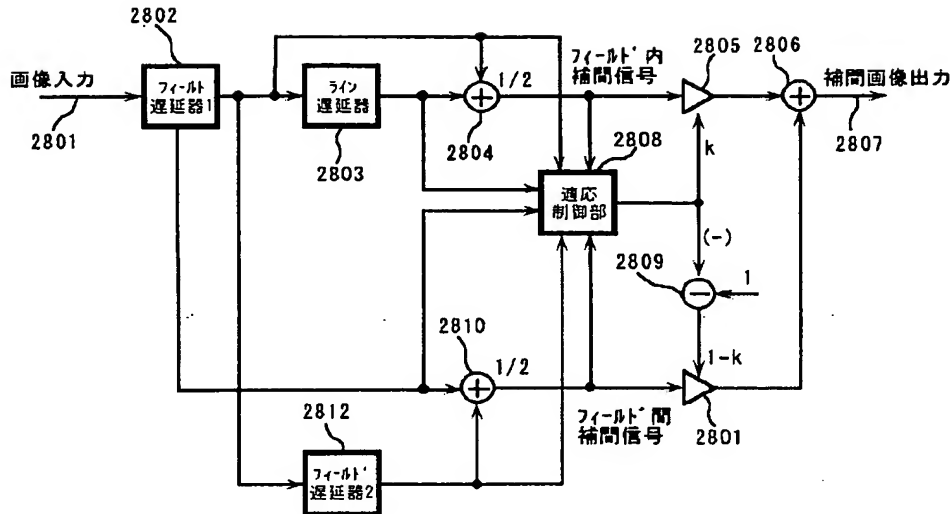 2802
画像入力
2801
フィールド
遅延器1
ライン
遅延器
2803
1/2
2804
フィールド内
補間信号
2805
2806
補間画像出力
2807
2808
適応
制御部
k
(-)
2809
1
2810
1/2
1-k
フィールド間
補間信号
2801
2812
フィールド
遅延器2